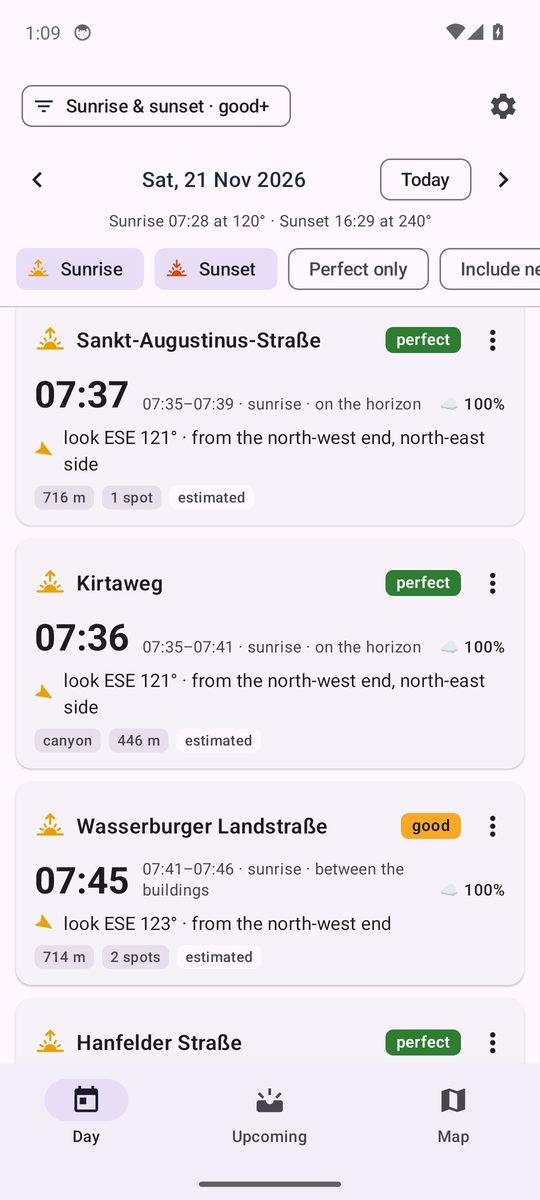 1:09
Sunrise & sunset · good+
Sat, 21 Nov 2026
Today
Sunrise 07:28 at 120° · Sunset 16:29 at 240°
Sunrise
Sunset
Perfect only
Include ne
Sankt-Augustinus-Straße
perfect
07:37
07:35–07:39 · sunrise · on the horizon
100%
look ESE 121° · from the north-west end, north-east
side
716 m
1 spot
estimated
Kirtaweg
perfect
07:36
07:35–07:41 · sunrise · on the horizon
100%
look ESE 121° · from the north-west end, north-east
side
canyon
446 m
estimated
Wasserburger Landstraße
good
07:45
07:41–07:46 · sunrise · between the
buildings
100%
look ESE 123° · from the north-west end
714 m
2 spots
estimated
Hanfelder Straße
perfect
Day
Upcoming
Map